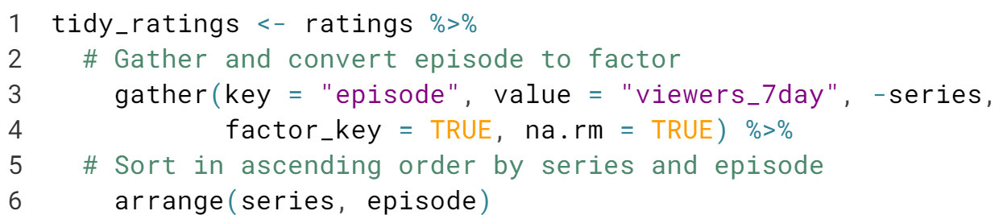 1 tidy_ratings <- ratings %>%
2 # Gather and convert episode to factor
3 gather(key = "episode", value = "viewers_7day", -series,
4 factor_key = TRUE, na.rm = TRUE) %>%
5 # Sort in ascending order by series and episode
6 arrange(series, episode)